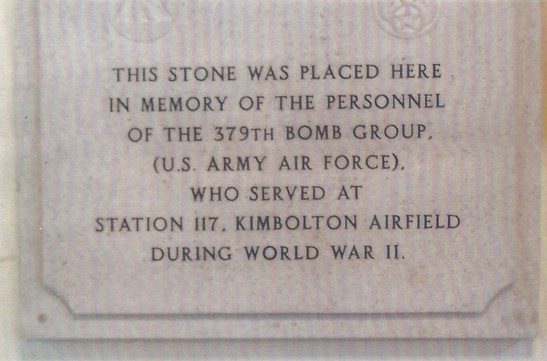 THIS STONE WAS PLACED HERE
IN MEMORY OF THE PERSONNEL
OF THE 379TH BOMB GROUP,
(U.S. ARMY AIR FORCE),
WHO SERVED AT
STATION 117, KIMBOLTON AIRFIELD
DURING WORLD WAR II.